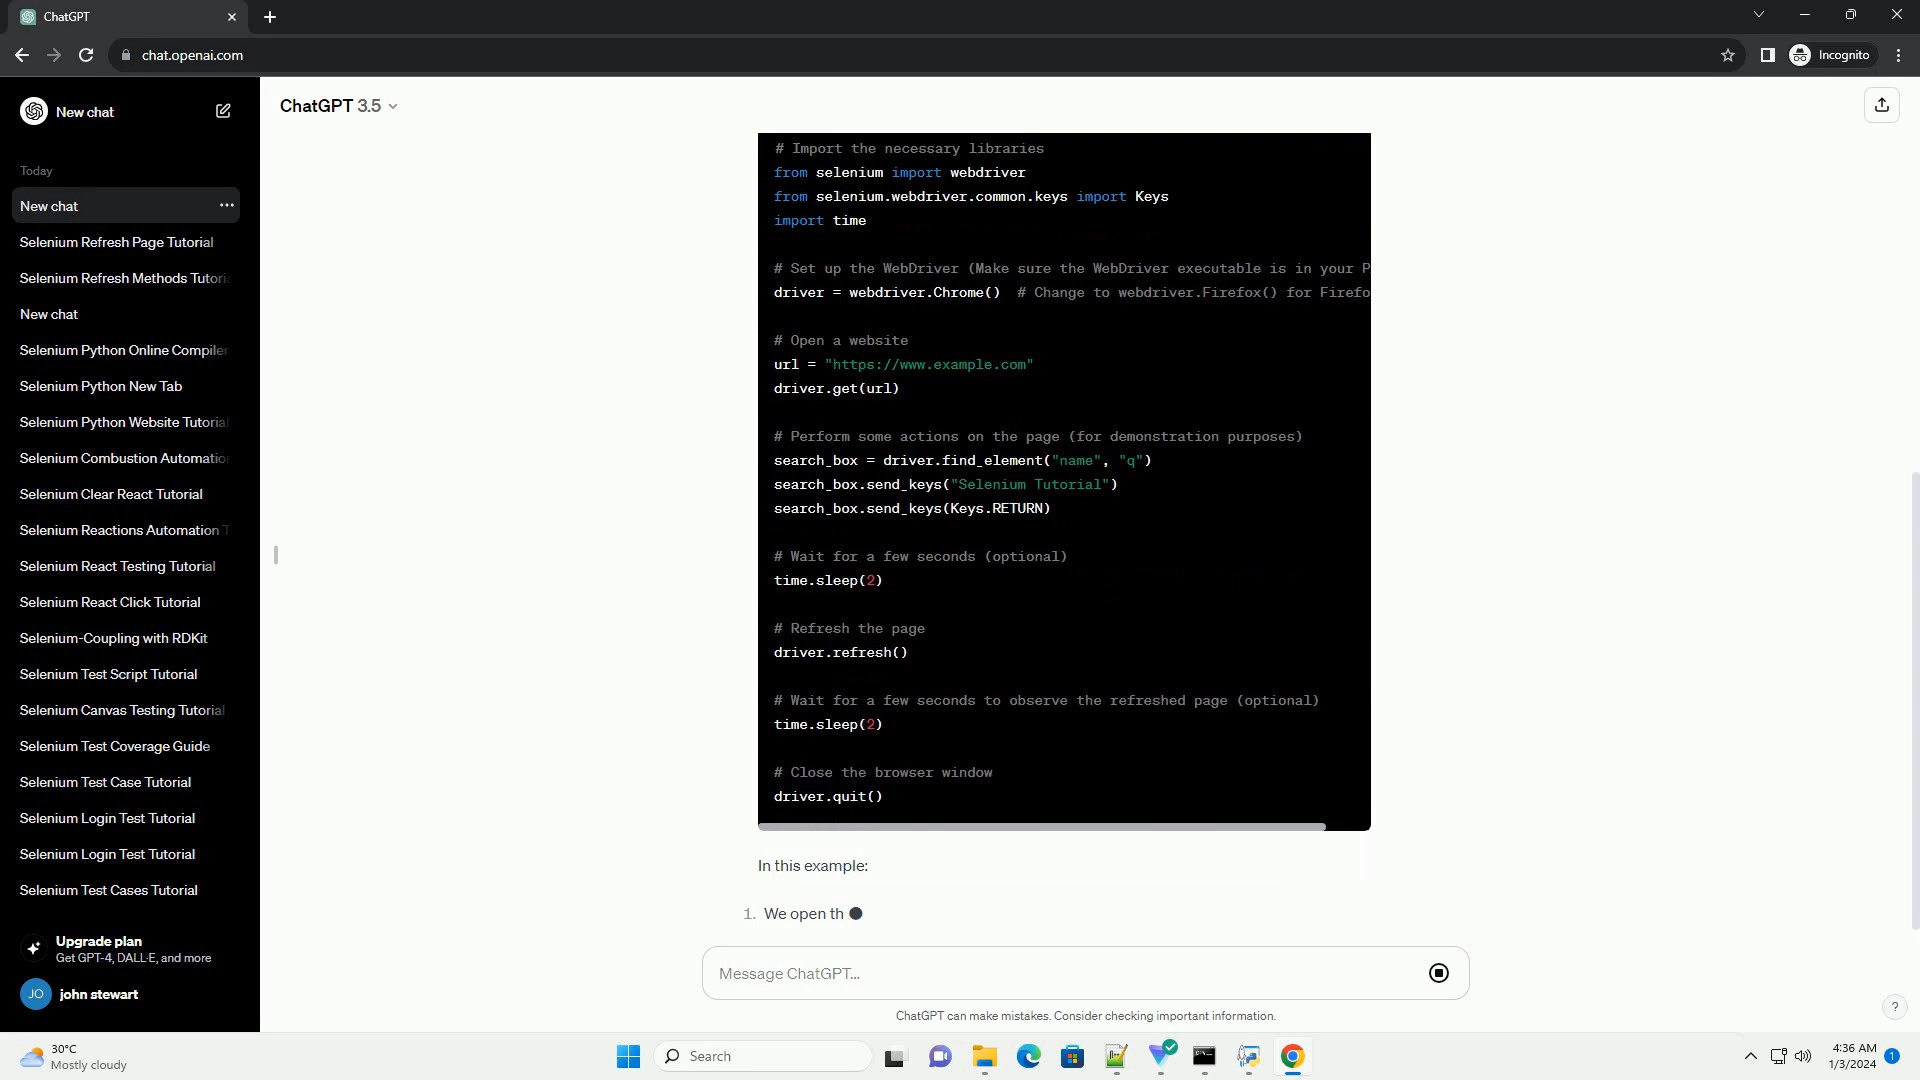 ChatGPT
chat.openai.com
Incognito
New chat
ChatGPT 3.5
Today
New chat
Selenium Refresh Page Tutorial
Selenium Refresh Methods Tutori
New chat
Selenium Python Online Compiler
Selenium Python New Tab
Selenium Python Website Tutorial
Selenium Combustion Automation
Selenium Clear React Tutorial
Selenium Reactions Automation T
Selenium React Testing Tutorial
Selenium React Click Tutorial
Selenium-Coupling with RDKit
Selenium Test Script Tutorial
Selenium Canvas Testing Tutorial
Selenium Test Coverage Guide
Selenium Test Case Tutorial
Selenium Login Test Tutorial
Selenium Login Test Tutorial
Selenium Test Cases Tutorial
Upgrade plan
Get GPT-4, DALL·E, and more
JO john stewart
# Import the necessary libraries
from selenium import webdriver
from selenium.webdriver.common.keys import Keys
import time
# Set up the WebDriver (Make sure the WebDriver executable is in your P
driver = webdriver.Chrome()  # Change to webdriver.Firefox() for Firefo
# Open a website
url = "https://www.example.com"
driver.get(url)
# Perform some actions on the page (for demonstration purposes)
search_box = driver.find_element("name", "q")
search_box.send_keys("Selenium Tutorial")
search_box.send_keys(Keys.RETURN)
# Wait for a few seconds (optional)
time.sleep(2)
# Refresh the page
driver.refresh()
# Wait for a few seconds to observe the refreshed page (optional)
time.sleep(2)
# Close the browser window
driver.quit()
In this example:
1. We open th
Message ChatGPT...
ChatGPT can make mistakes. Consider checking important information.
?
30°C
Mostly cloudy
Search
4:36 AM
1/3/2024
1